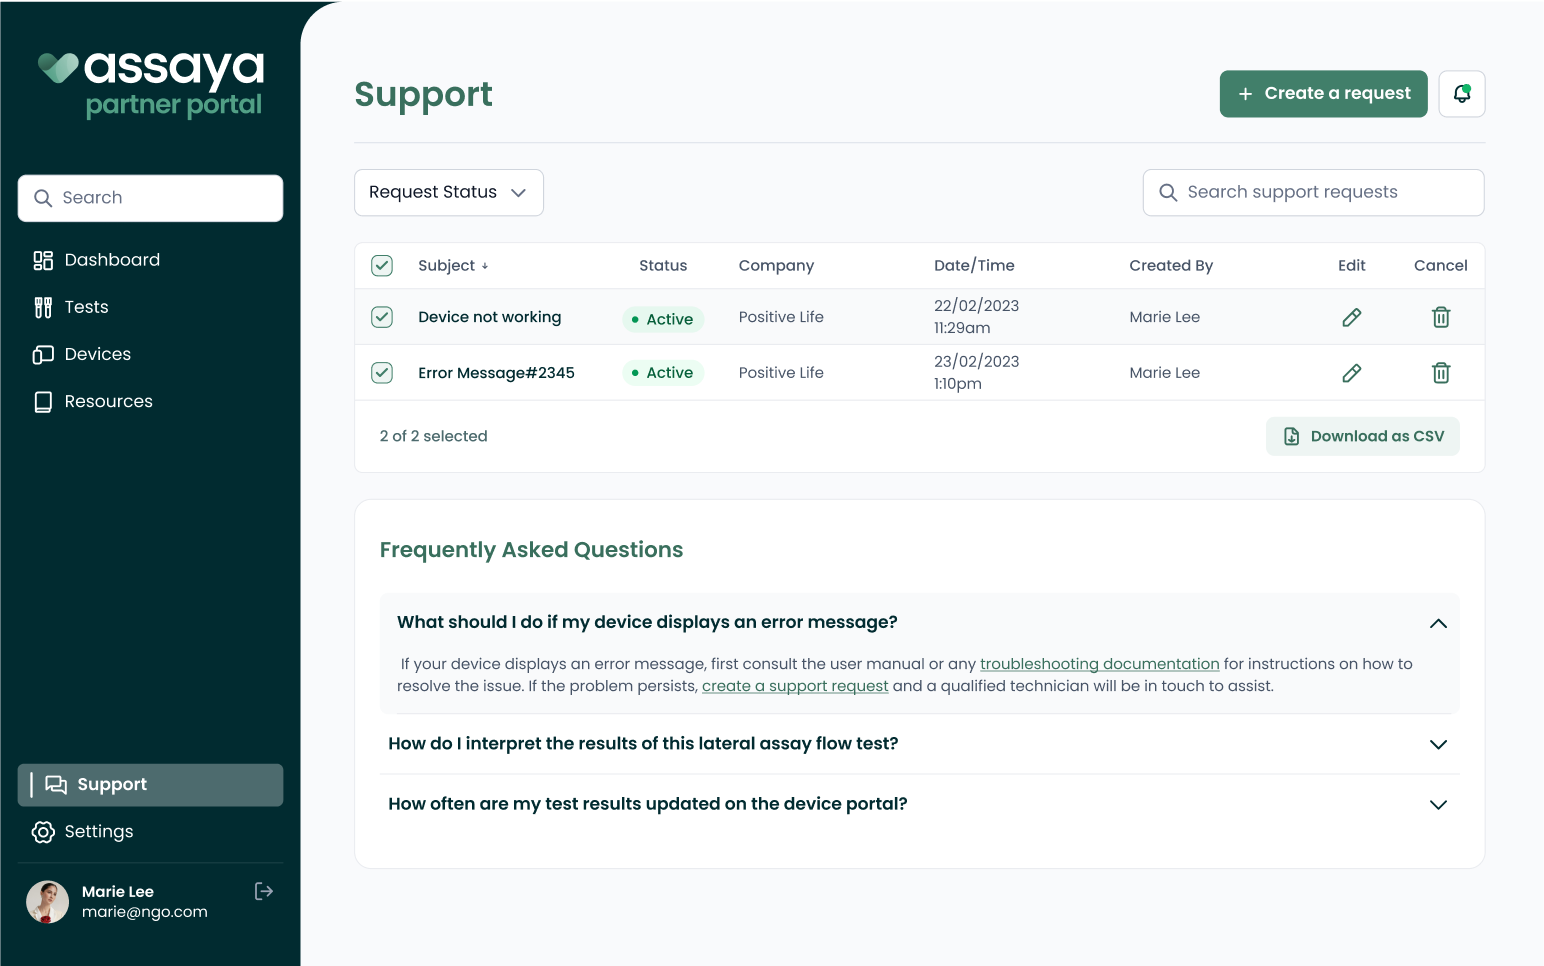 assaya
partner portal
Search
Dashboard
Tests
Devices
Resources
Support
Settings
Marie Lee
marie@ngo.com
Support
+ Create a request
Request Status
Search support requests
Subject ↓ Status Company Date/Time Created By Edit Cancel
Device not working • Active Positive Life 22/02/2023 11:29am Marie Lee
Error Message#2345 • Active Positive Life 23/02/2023 1:10pm Marie Lee
2 of 2 selected
Download as CSV
Frequently Asked Questions
What should I do if my device displays an error message?
If your device displays an error message, first consult the user manual or any troubleshooting documentation for instructions on how to
resolve the issue. If the problem persists, create a support request and a qualified technician will be in touch to assist.
How do I interpret the results of this lateral assay flow test?
How often are my test results updated on the device portal?